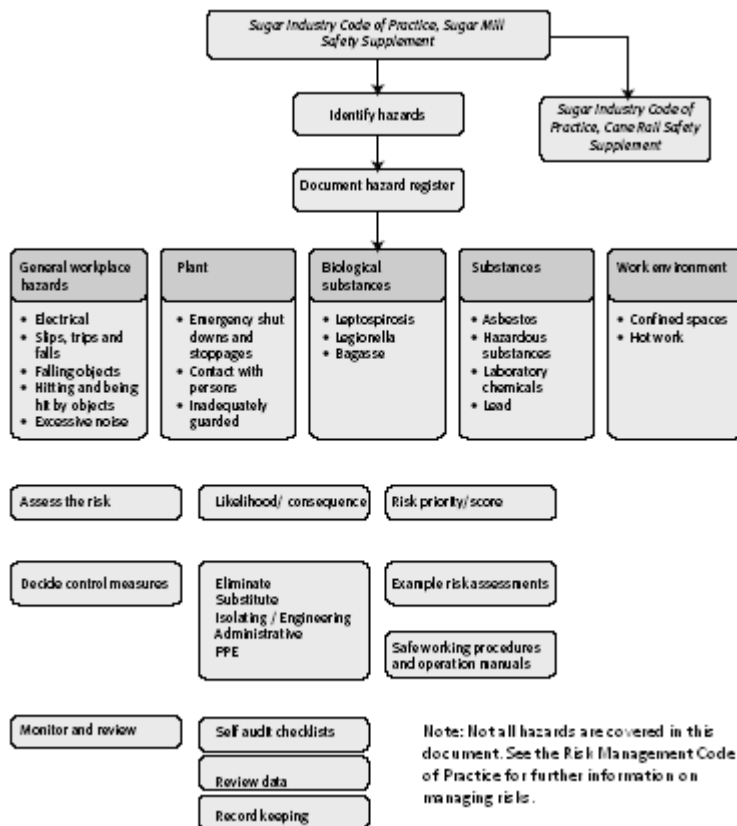 Sugar Industry Code of Practice, Sugar Mill
Safety Supplement
Identify hazards
Sugar Industry Code of
Practice, Cane Rail Safety
Supplement
Document hazard register
General workplace
hazards
• Electrical
• Slips, trips and
falls
• Falling objects
• Hitting and being
hit by objects
• Excessive noise
Plant
• Emergency shut
downs and
stoppages
• Contact with
persons
• Inadequately
guarded
Biological
substances
• Leptospirosis
• Legionella
• Bagasse
Substances
• Asbestos
• Hazardous
substances
• Laboratory
chemicals
• Lead
Work environment
• Confined spaces
• Hot work
Assess the risk
Likelihood/ consequence
Risk priority/score
Decide control measures
Eliminate
Substitute
Isolating / Engineering
Administrative
PPE
Example risk assessments
Safe working procedures
and operation manuals
Monitor and review
Self audit checklists
Review data
Record keeping
Note: Not all hazards are covered in this
document. See the Risk Management Code
of Practice for further information on
managing risks.